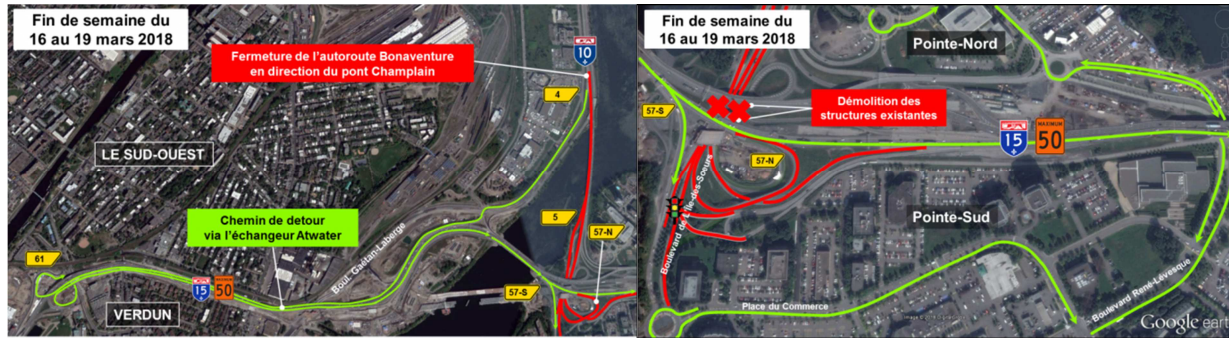 Fin de semaine du
16 au 19 mars 2018
Fermeture de l'autoroute Bonaventure
en direction du pont Champlain
10
4
LE SUD-OUEST
Chemin de detour
via l'échangeur Atwater
5
57-N
61
Boul. Gaétan-Laberge
57-S
15
50
VERDUN
Fin de semaine du
16 au 19 mars 2018
Pointe-Nord
57-S
Démolition des
structures existantes
15
MAXIMUM
50
57-N
Boulevard de L'Île-des-Soeurs
Pointe-Sud
Place du Commerce
Boulevard René-Lévesque
Google eart